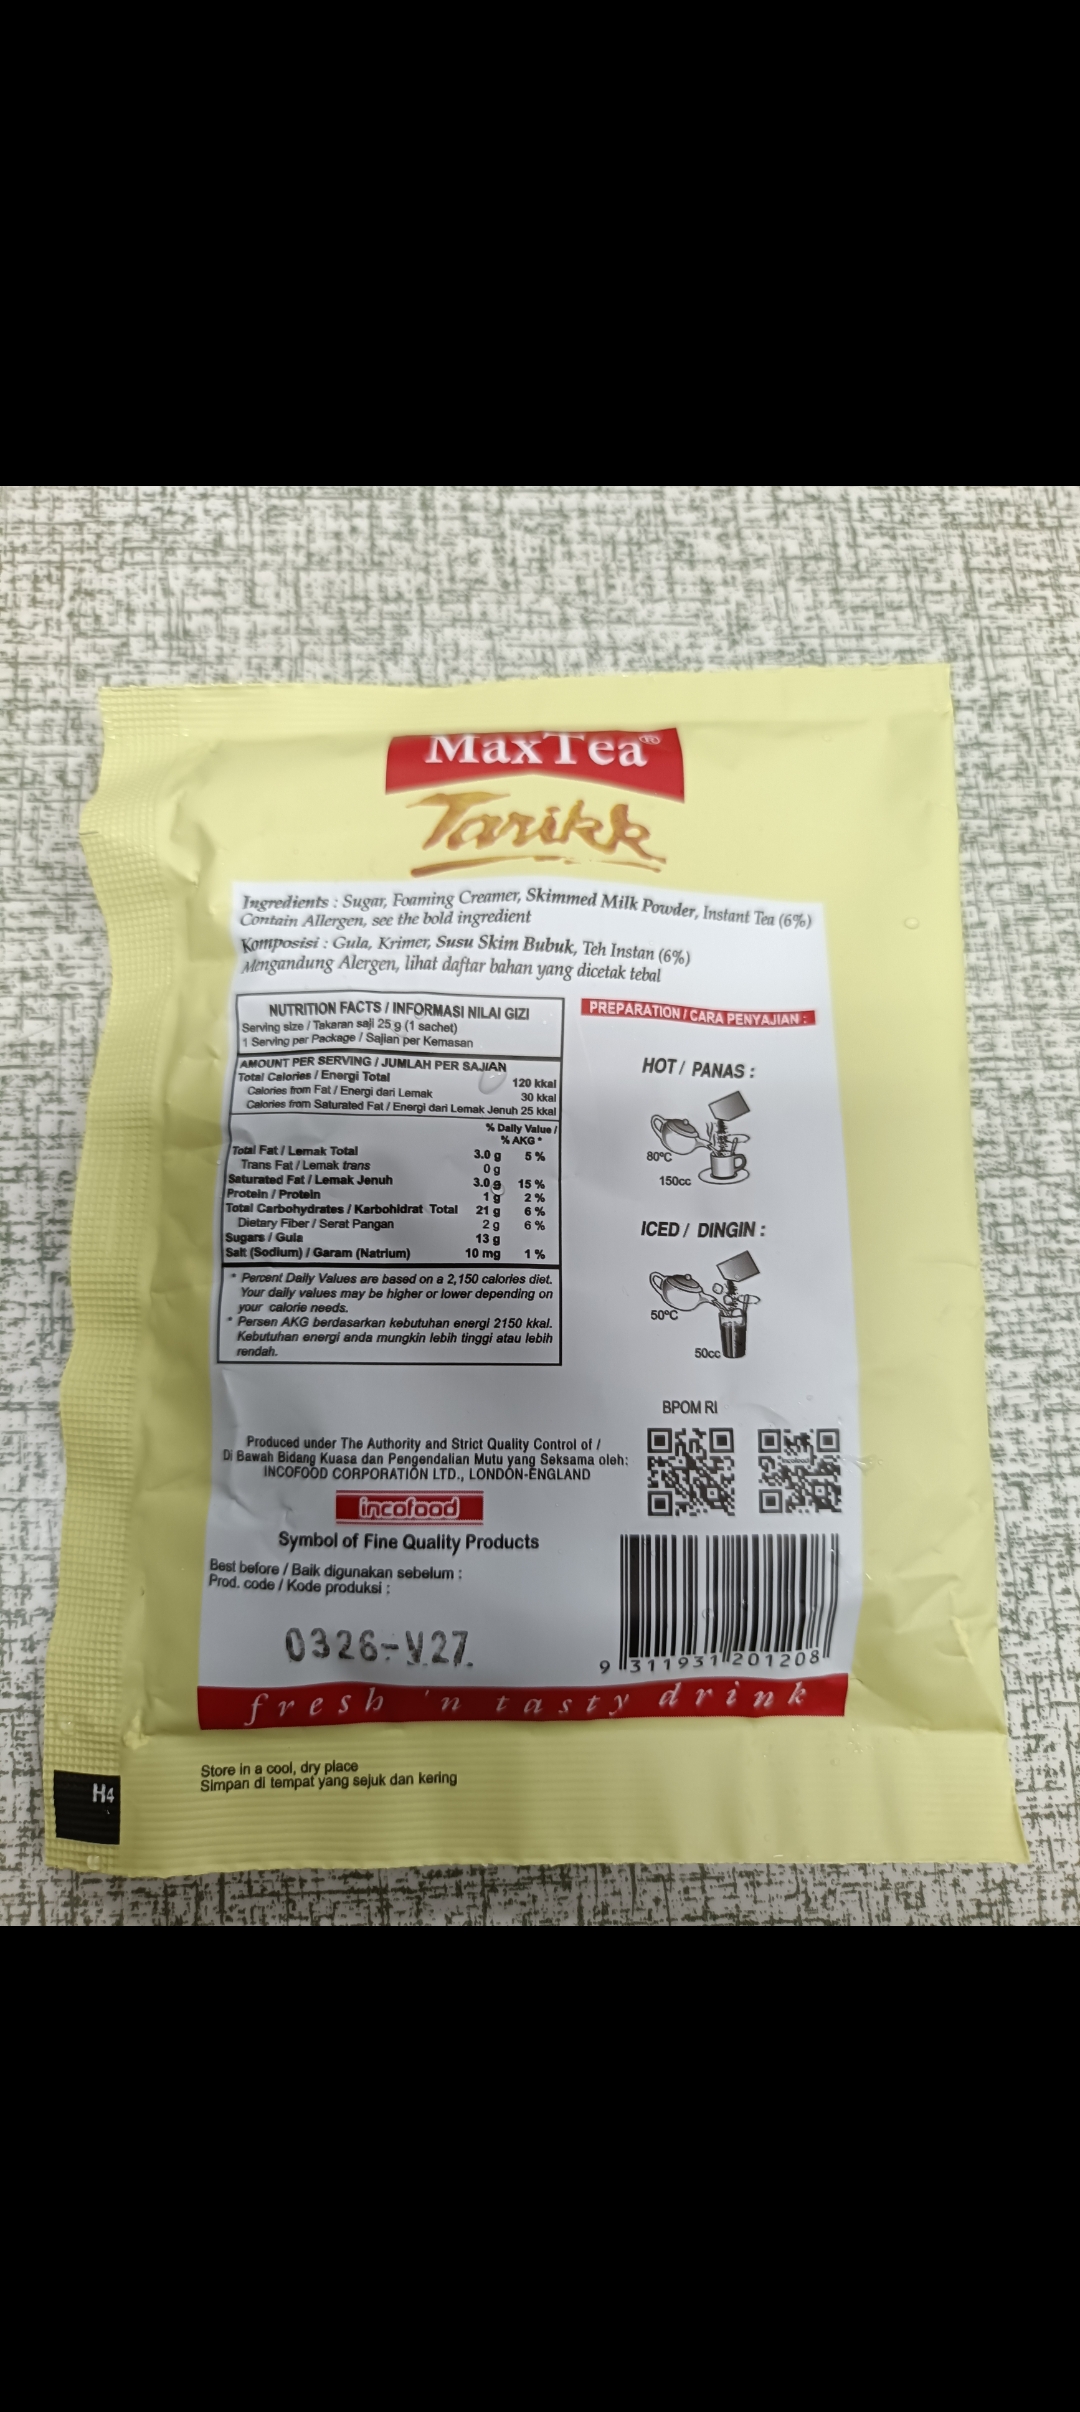 MaxTea®
Tarikk
Ingredients : Sugar, Foaming Creamer, Skimmed Milk Powder, Instant Tea (6%)
Contain Allergen, see the bold ingredient
Komposisi : Gula, Krimer, Susu Skim Bubuk, Teh Instan (6%)
Mengandung Alergen, lihat daftar bahan yang dicetak tebal
NUTRITION FACTS / INFORMASI NILAI GIZI
Serving size / Takaran saji 25 g (1 sachet)
1 Serving per Package / Sajian per Kemasan
AMOUNT PER SERVING / JUMLAH PER SAJIAN
Total Calories / Energi Total 120 kkal
Calories from Fat / Energi dari Lemak 30 kkal
Calories from Saturated Fat / Energi dari Lemak Jenuh 25 kkal
% Daily Value /
% AKG *
Total Fat / Lemak Total 3.0 g 5 %
Trans Fat / Lemak trans 0 g
Saturated Fat / Lemak Jenuh 3.0 g 15 %
Protein / Protein 1 g 2 %
Total Carbohydrates / Karbohidrat Total 21 g 6 %
Dietary Fiber / Serat Pangan 2 g 6 %
Sugars / Gula 13 g
Salt (Sodium) / Garam (Natrium) 10 mg 1 %
* Percent Daily Values are based on a 2,150 calories diet.
Your daily values may be higher or lower depending on
your calorie needs.
* Persen AKG berdasarkan kebutuhan energi 2150 kkal.
Kebutuhan energi anda mungkin lebih tinggi atau lebih
rendah.
PREPARATION / CARA PENYAJIAN :
HOT / PANAS :
80°C
150cc
ICED / DINGIN :
50°C
50cc
BPOM RI
Produced under The Authority and Strict Quality Control of /
Di Bawah Bidang Kuasa dan Pengendalian Mutu yang Seksama oleh:
INCOFOOD CORPORATION LTD., LONDON-ENGLAND
incofood
Symbol of Fine Quality Products
Best before / Baik digunakan sebelum :
Prod. code / Kode produksi :
0326-Y.27.
9 311931 201208
fresh 'n tasty drink
Store in a cool, dry place
Simpan di tempat yang sejuk dan kering
H4